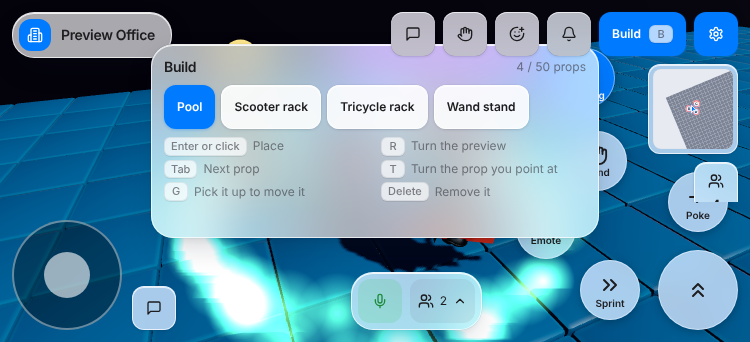 Preview Office
Build B
Build
4 / 50 props
Pool
Scooter rack
Tricycle rack
Wand stand
Enter or click Place
R Turn the preview
Tab Next prop
T Turn the prop you point at
G Pick it up to move it
Delete Remove it
Poke
Emote
2
Sprint